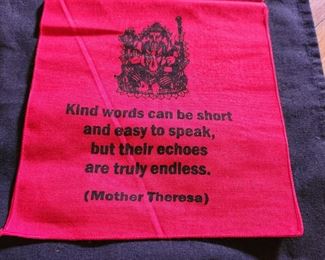 Kind words can be short
and easy to speak,
but their echoes
are truly endless.
(Mother Theresa)